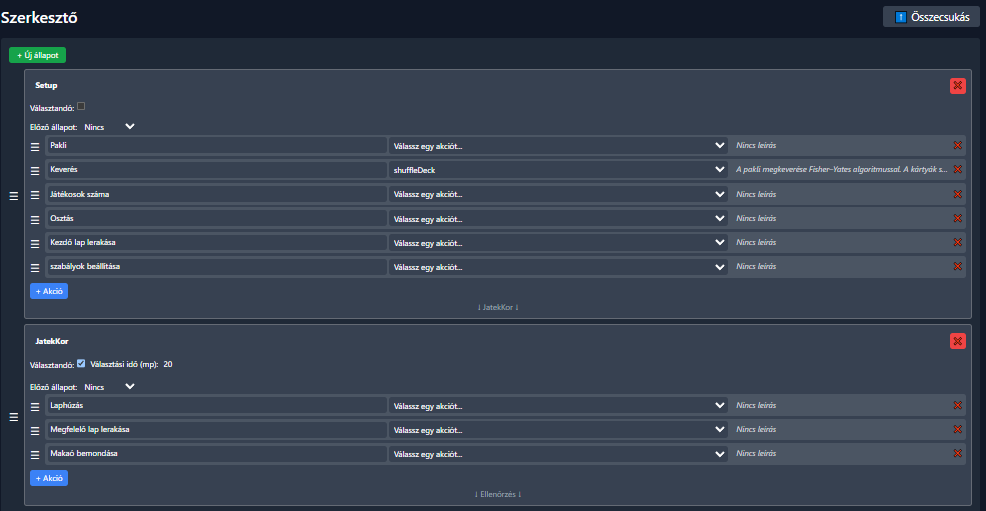 Szerkesztő
↑ Összecsukás
+ Új állapot
Setup
Választandó:
Előző állapot: Nincs
Pakli Válassz egy akciót... Nincs leírás
Keverés shuffleDeck A pakli megkeverése Fisher-Yates algoritmussal. A kártyák s...
Játékosok száma Válassz egy akciót... Nincs leírás
Osztás Válassz egy akciót... Nincs leírás
Kezdő lap lerakása Válassz egy akciót... Nincs leírás
szabályok beállítása Válassz egy akciót... Nincs leírás
+ Akció
↓ JatekKor ↓
JatekKor
Választandó: Választási idő (mp): 20
Előző állapot: Nincs
Laphúzás Válassz egy akciót... Nincs leírás
Megfelelő lap lerakása Válassz egy akciót... Nincs leírás
Makaó bemondása Válassz egy akciót... Nincs leírás
+ Akció
↓ Ellenőrzés ↓